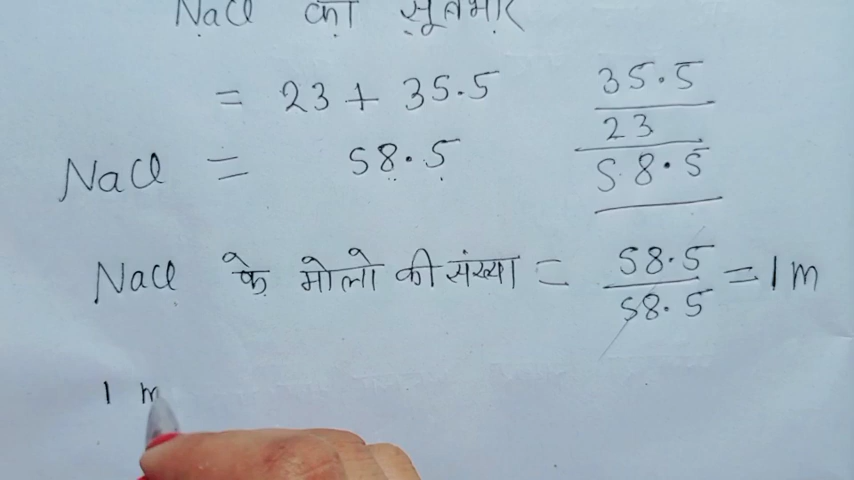 NaCl का सूत्रभार
= 23 + 35.5
35.5
23
58.5
NaCl = 58.5
NaCl के मोलो की संख्या = 58.5/58.5 = 1 m
1 m